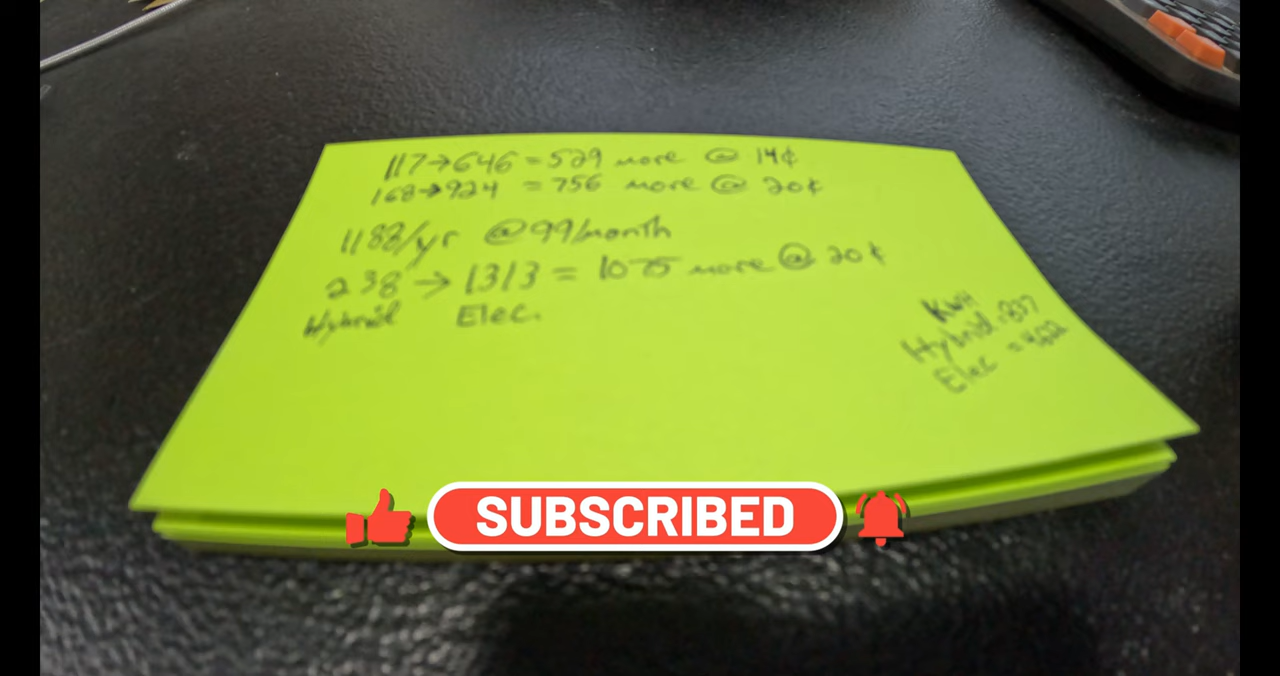 117→646 = 529 more @ 14¢
168→924 = 756 more @ 20¢
1188/yr @99/month
238 → 1313 = 1075 more @ 20¢
Hybrid Elec.
KWH
Hybrid = 837
Elec =
SUBSCRIBED